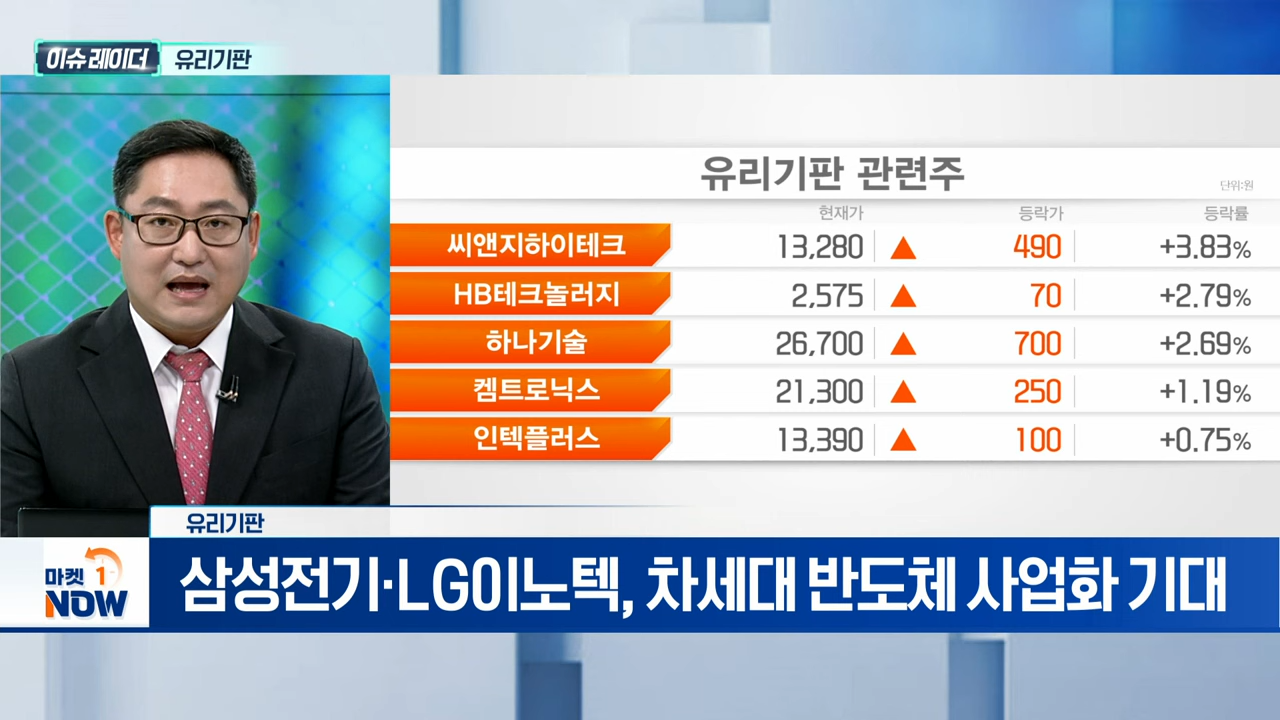 이슈레이더 유리기판
유리기판 관련주
단위:원
현재가 등락가 등락률
씨앤지하이테크 13,280 ▲ 490 +3.83%
HB테크놀러지 2,575 ▲ 70 +2.79%
하나기술 26,700 ▲ 700 +2.69%
켐트로닉스 21,300 ▲ 250 +1.19%
인텍플러스 13,390 ▲ 100 +0.75%
유리기판
마켓 1
NOW
삼성전기·LG이노텍, 차세대 반도체 사업화 기대